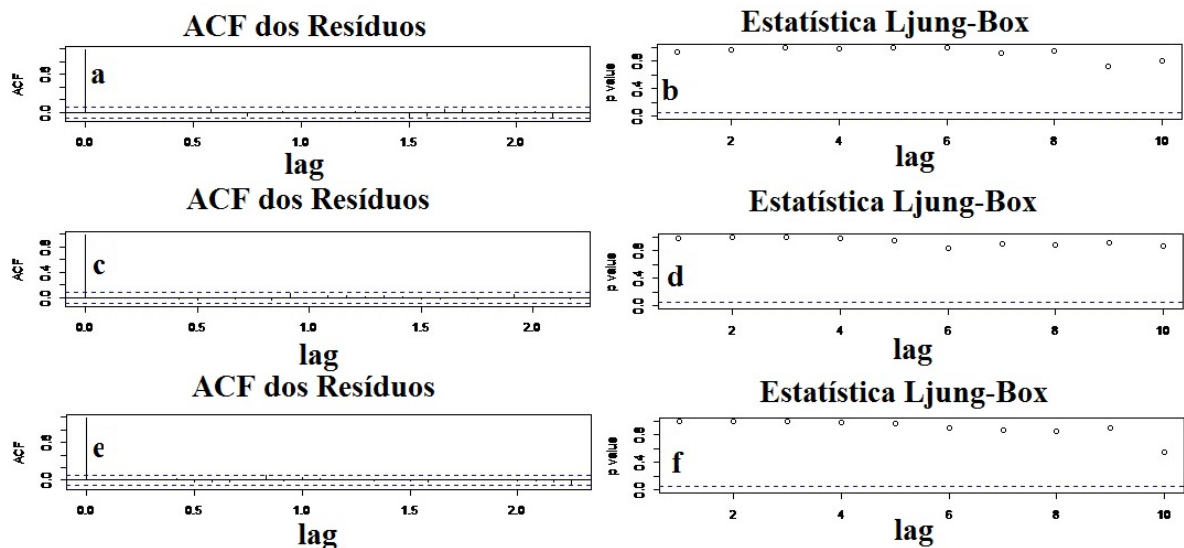 ACF dos Resíduos
Estatística Ljung-Box
ACF
0.0 0.8
a
0.0 0.5 1.0 1.5 2.0
lag
p value
0.0 0.4 0.8
b
2 4 6 8 10
lag
ACF dos Resíduos
Estatística Ljung-Box
ACF
0.0 0.4 0.8
c
0.0 0.5 1.0 1.5 2.0
lag
p value
0.0 0.4 0.8
d
2 4 6 8 10
lag
ACF dos Resíduos
Estatística Ljung-Box
ACF
0.0 0.8
e
0.0 0.5 1.0 1.5 2.0
lag
p value
0.0 0.4 0.8
f
2 4 6 8 10
lag